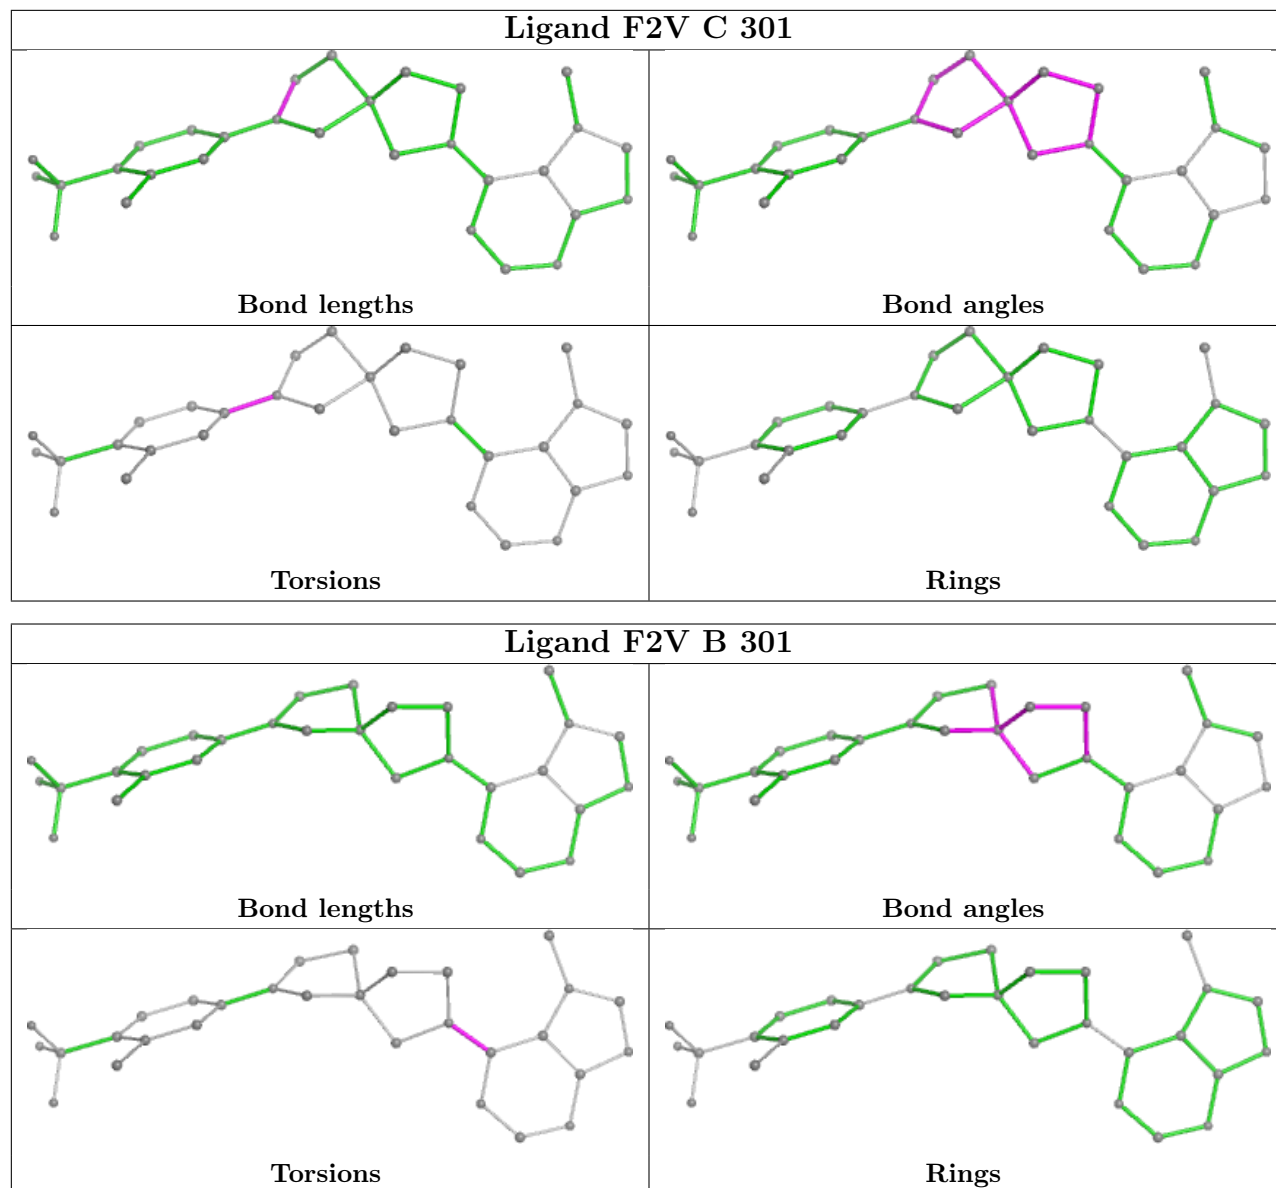 Ligand F2V C 301
Bond lengths
Bond angles
Torsions
Rings
Ligand F2V B 301
Bond lengths
Bond angles
Torsions
Rings